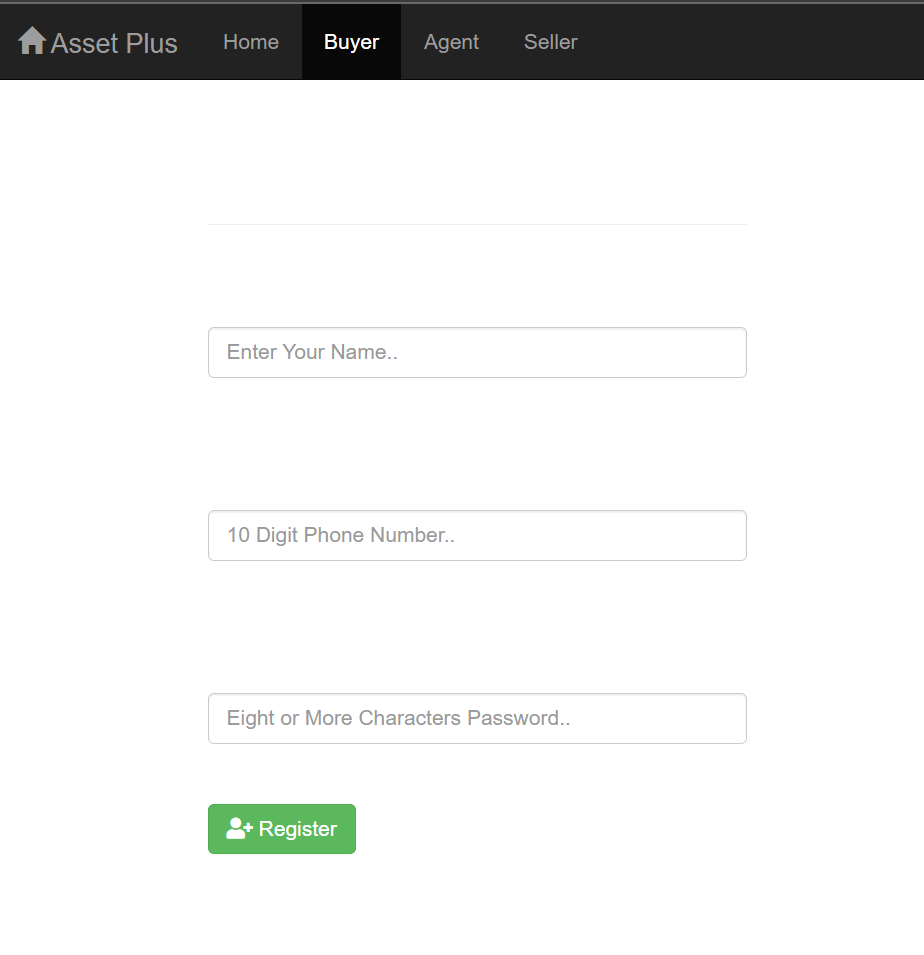 Asset Plus Home Buyer Agent Seller
Enter Your Name..
10 Digit Phone Number..
Eight or More Characters Password..
Register